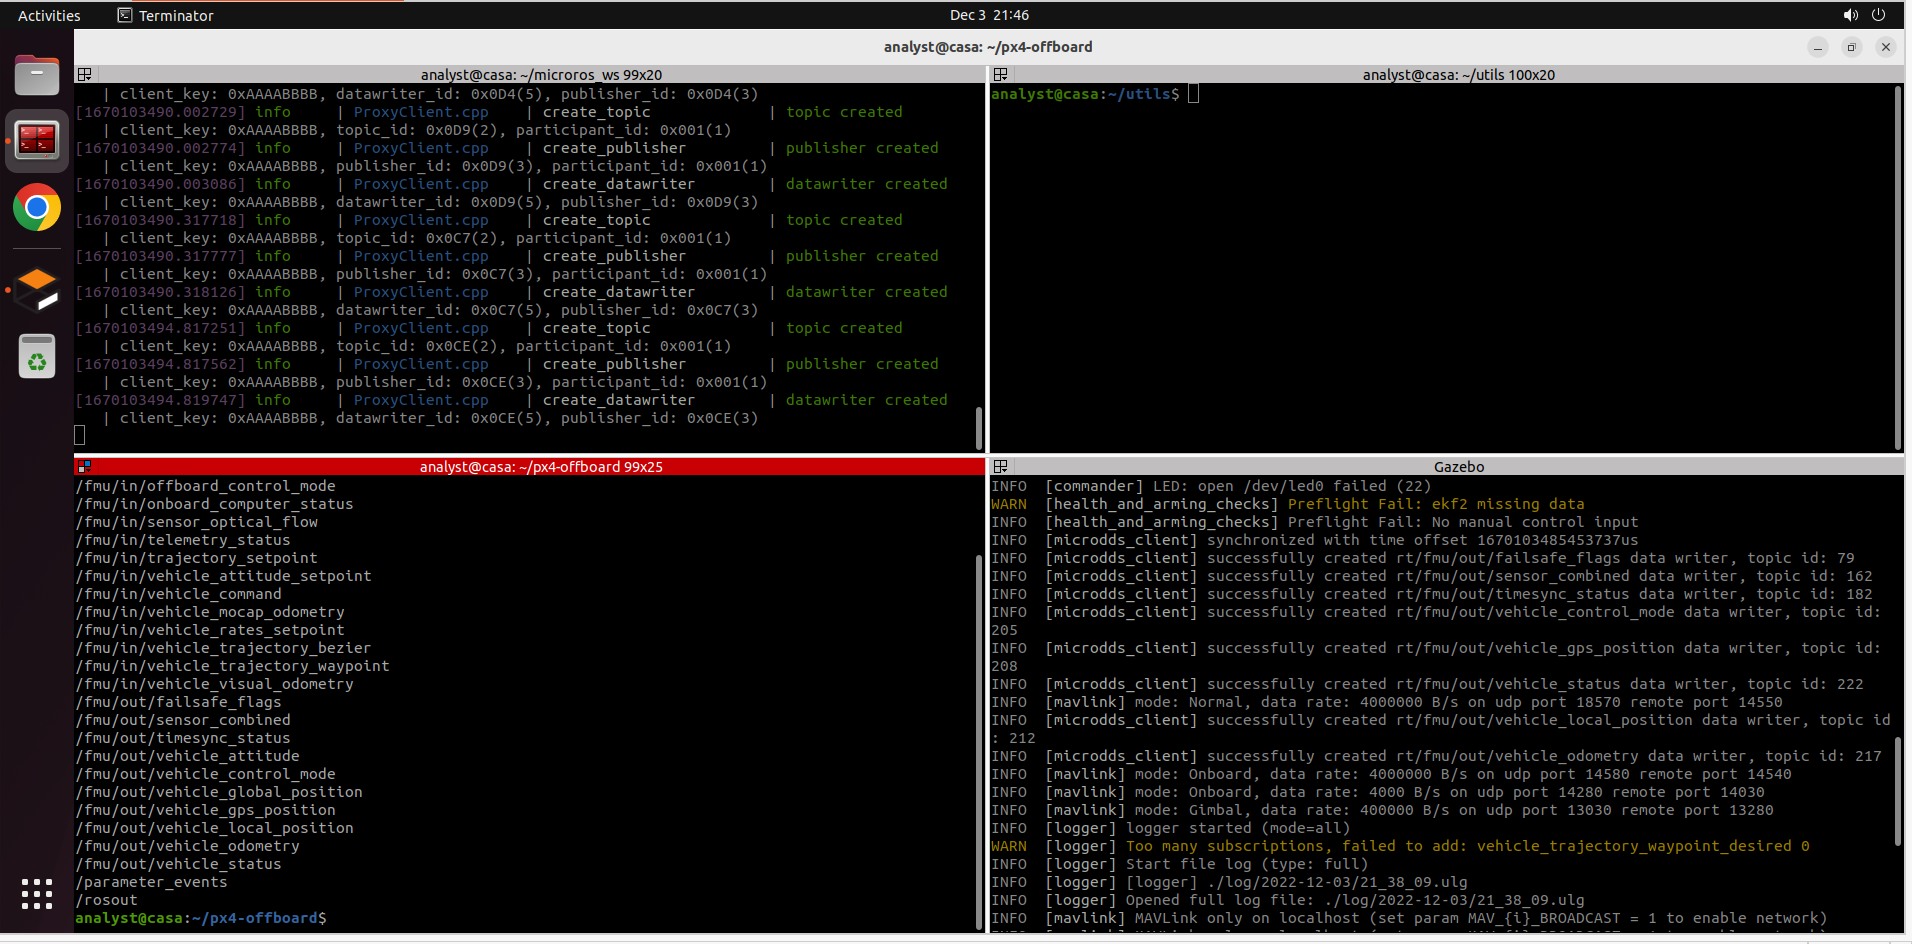 Activities
Terminator
Dec 3 21:46
analyst@casa: ~/px4-offboard
analyst@casa: ~/microros_ws 99x20
| client_key: 0xAAAABBBB, datawriter_id: 0x0D4(5), publisher_id: 0x0D4(3)
[1670103490.002729] info | ProxyClient.cpp | create_topic | topic created
| client_key: 0xAAAABBBB, topic_id: 0x0D9(2), participant_id: 0x001(1)
[1670103490.002774] info | ProxyClient.cpp | create_publisher | publisher created
| client_key: 0xAAAABBBB, publisher_id: 0x0D9(3), participant_id: 0x001(1)
[1670103490.003086] info | ProxyClient.cpp | create_datawriter | datawriter created
| client_key: 0xAAAABBBB, datawriter_id: 0x0D9(5), publisher_id: 0x0D9(3)
[1670103490.317718] info | ProxyClient.cpp | create_topic | topic created
| client_key: 0xAAAABBBB, topic_id: 0x0C7(2), participant_id: 0x001(1)
[1670103490.317777] info | ProxyClient.cpp | create_publisher | publisher created
| client_key: 0xAAAABBBB, publisher_id: 0x0C7(3), participant_id: 0x001(1)
[1670103490.318126] info | ProxyClient.cpp | create_datawriter | datawriter created
| client_key: 0xAAAABBBB, datawriter_id: 0x0C7(5), publisher_id: 0x0C7(3)
[1670103494.817251] info | ProxyClient.cpp | create_topic | topic created
| client_key: 0xAAAABBBB, topic_id: 0x0CE(2), participant_id: 0x001(1)
[1670103494.817562] info | ProxyClient.cpp | create_publisher | publisher created
| client_key: 0xAAAABBBB, publisher_id: 0x0CE(3), participant_id: 0x001(1)
[1670103494.819747] info | ProxyClient.cpp | create_datawriter | datawriter created
| client_key: 0xAAAABBBB, datawriter_id: 0x0CE(5), publisher_id: 0x0CE(3)
analyst@casa: ~/utils 100x20
analyst@casa:~/utils$
analyst@casa: ~/px4-offboard 99x25
/fmu/in/offboard_control_mode
/fmu/in/onboard_computer_status
/fmu/in/sensor_optical_flow
/fmu/in/telemetry_status
/fmu/in/trajectory_setpoint
/fmu/in/vehicle_attitude_setpoint
/fmu/in/vehicle_command
/fmu/in/vehicle_mocap_odometry
/fmu/in/vehicle_rates_setpoint
/fmu/in/vehicle_trajectory_bezier
/fmu/in/vehicle_trajectory_waypoint
/fmu/in/vehicle_visual_odometry
/fmu/out/failsafe_flags
/fmu/out/sensor_combined
/fmu/out/timesync_status
/fmu/out/vehicle_attitude
/fmu/out/vehicle_control_mode
/fmu/out/vehicle_global_position
/fmu/out/vehicle_gps_position
/fmu/out/vehicle_local_position
/fmu/out/vehicle_odometry
/fmu/out/vehicle_status
/parameter_events
/rosout
analyst@casa:~/px4-offboard$
Gazebo
INFO [commander] LED: open /dev/led0 failed (22)
WARN [health_and_arming_checks] Preflight Fail: ekf2 missing data
INFO [health_and_arming_checks] Preflight Fail: No manual control input
INFO [microdds_client] synchronized with time offset 1670103485453737us
INFO [microdds_client] successfully created rt/fmu/out/failsafe_flags data writer, topic id: 79
INFO [microdds_client] successfully created rt/fmu/out/sensor_combined data writer, topic id: 162
INFO [microdds_client] successfully created rt/fmu/out/timesync_status data writer, topic id: 182
INFO [microdds_client] successfully created rt/fmu/out/vehicle_control_mode data writer, topic id:
205
INFO [microdds_client] successfully created rt/fmu/out/vehicle_gps_position data writer, topic id:
208
INFO [microdds_client] successfully created rt/fmu/out/vehicle_status data writer, topic id: 222
INFO [mavlink] mode: Normal, data rate: 4000000 B/s on udp port 18570 remote port 14550
INFO [microdds_client] successfully created rt/fmu/out/vehicle_local_position data writer, topic id
: 212
INFO [microdds_client] successfully created rt/fmu/out/vehicle_odometry data writer, topic id: 217
INFO [mavlink] mode: Onboard, data rate: 4000000 B/s on udp port 14580 remote port 14540
INFO [mavlink] mode: Onboard, data rate: 4000 B/s on udp port 14280 remote port 14030
INFO [mavlink] mode: Gimbal, data rate: 400000 B/s on udp port 13030 remote port 13280
INFO [logger] logger started (mode=all)
WARN [logger] Too many subscriptions, failed to add: vehicle_trajectory_waypoint_desired 0
INFO [logger] Start file log (type: full)
INFO [logger] [logger] ./log/2022-12-03/21_38_09.ulg
INFO [logger] Opened full log file: ./log/2022-12-03/21_38_09.ulg
INFO [mavlink] MAVLink only on localhost (set param MAV_{i}_BROADCAST = 1 to enable network)